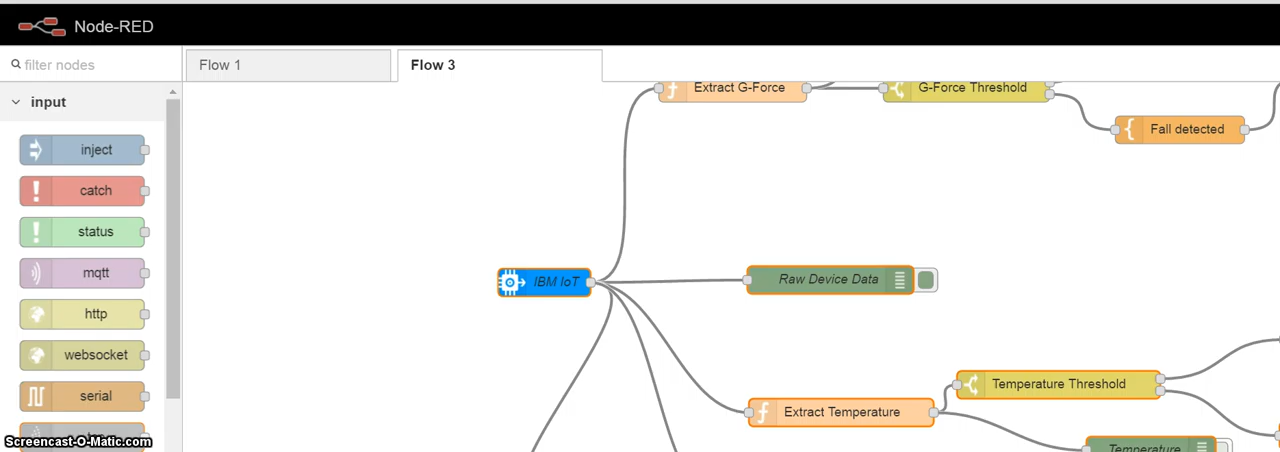 Node-RED
filter nodes
Flow 1
Flow 3
input
inject
catch
status
mqtt
http
websocket
serial
Extract G-Force
G-Force Threshold
Fall detected
IBM IoT
Raw Device Data
Extract Temperature
Temperature Threshold
Temperature
Screencast-O-Matic.com